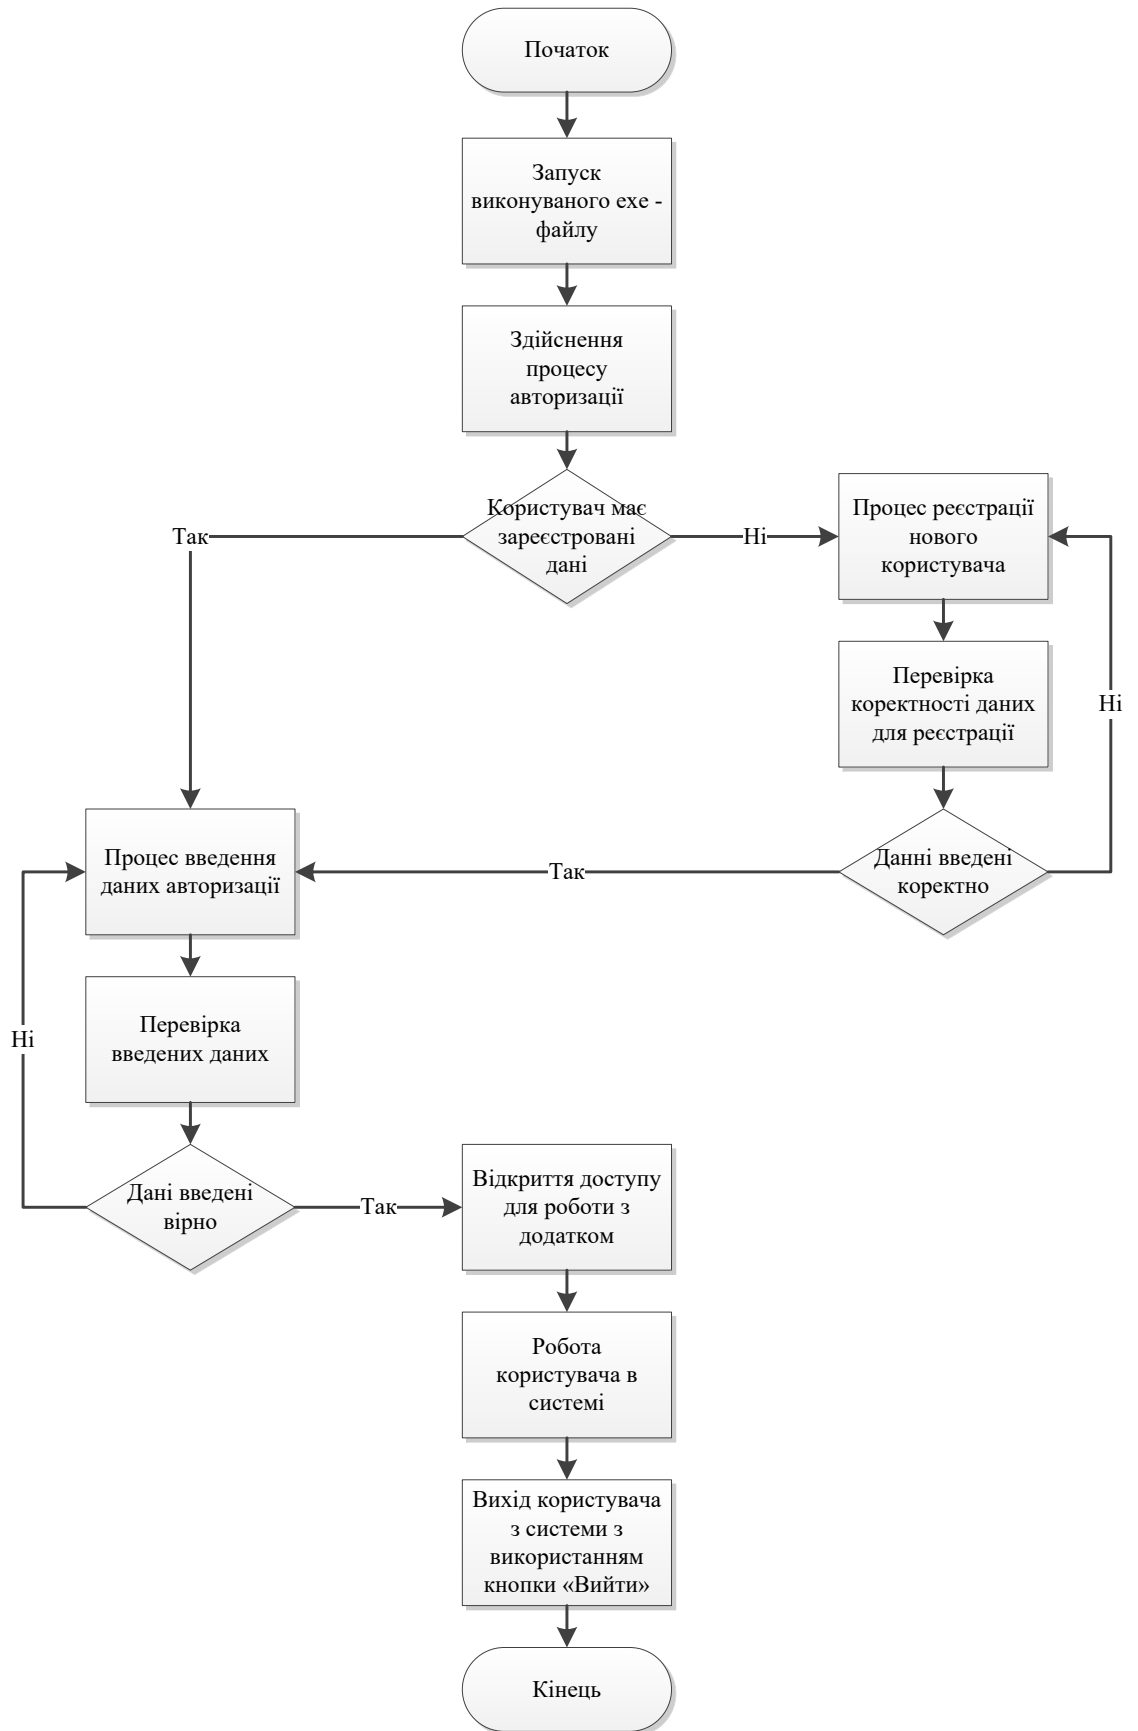 Початок
Запуск
виконуваного exe -
файлу
Здійснення
процесу
авторизації
Користувач має
зареєстровані
дані
Так
Ні
Процес реєстрації
нового
користувача
Перевірка
коректності даних
для реєстрації
Ні
Данні введені
коректно
Так
Процес введення
даних авторизації
Перевірка
введених даних
Ні
Дані введені
вірно
Так
Відкриття доступу
для роботи з
додатком
Робота
користувача в
системі
Вихід користувача
з системи з
використанням
кнопки «Вийти»
Кінець